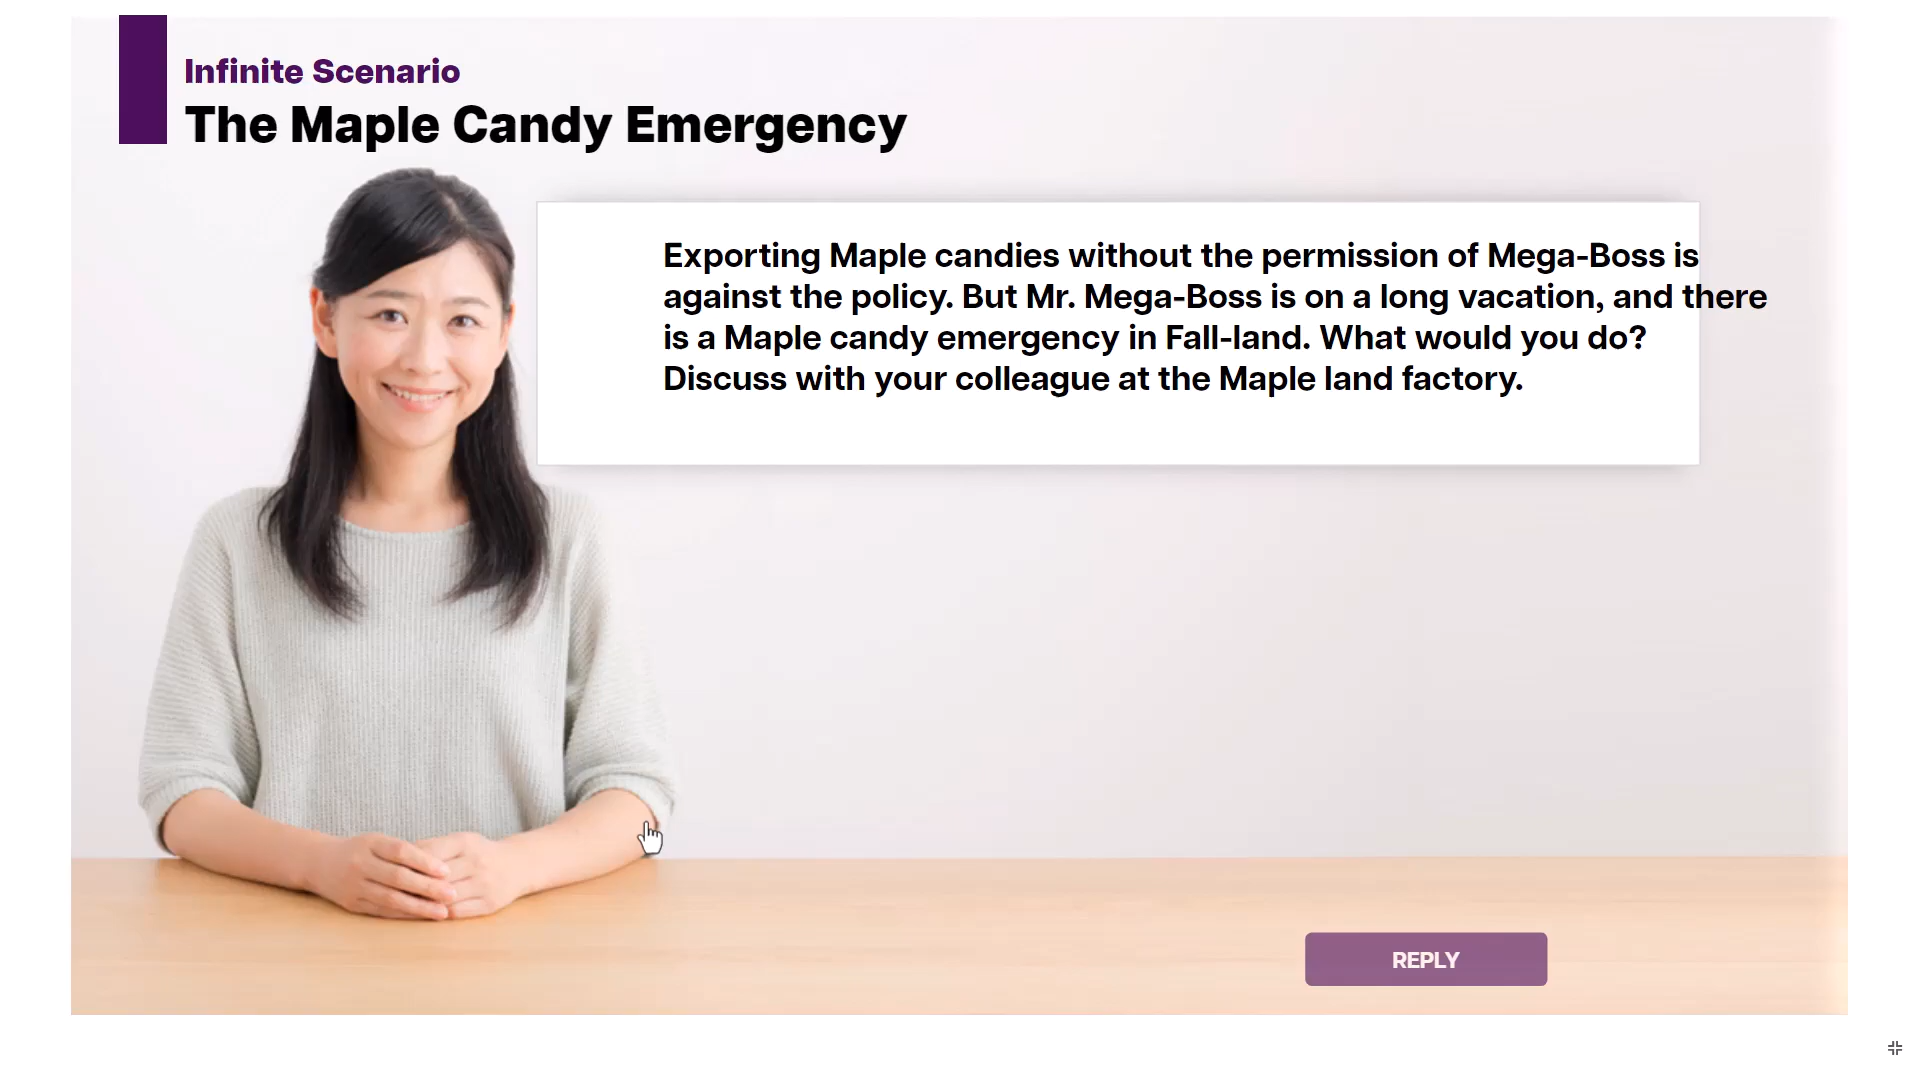 Infinite Scenario
The Maple Candy Emergency
Exporting Maple candies without the permission of Mega-Boss is
against the policy. But Mr. Mega-Boss is on a long vacation, and there
is a Maple candy emergency in Fall-land. What would you do?
Discuss with your colleague at the Maple land factory.
REPLY